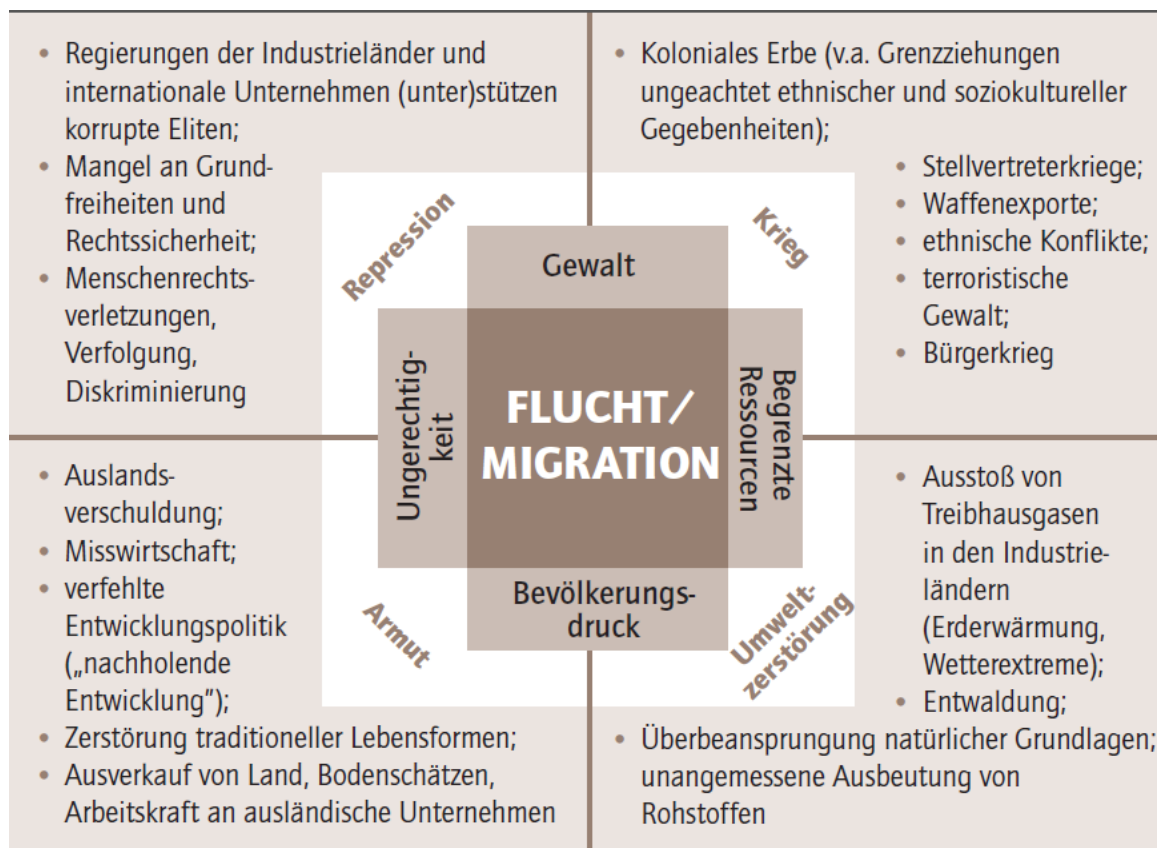 • Regierungen der Industrieländer und
internationale Unternehmen (unter)stützen
korrupte Eliten;
• Mangel an Grund-
freiheiten und
Rechtssicherheit;
• Menschenrechts-
verletzungen,
Verfolgung,
Diskriminierung
• Koloniales Erbe (v.a. Grenzziehungen
ungeachtet ethnischer und soziokultureller
Gegebenheiten);
• Stellvertreterkriege;
• Waffenexporte;
• ethnische Konflikte;
• terroristische
Gewalt;
• Bürgerkrieg
Repression
Krieg
Gewalt
Ungerechtig-
keit
FLUCHT/
MIGRATION
Begrenzte
Ressourcen
Bevölkerungs-
druck
Armut
Umwelt-
zerstörung
• Auslands-
verschuldung;
• Misswirtschaft;
• verfehlte
Entwicklungspolitik
(„nachholende
Entwicklung");
• Zerstörung traditioneller Lebensformen;
• Ausverkauf von Land, Bodenschätzen,
Arbeitskraft an ausländische Unternehmen
• Ausstoß von
Treibhausgasen
in den Industrie-
ländern
(Erderwärmung,
Wetterextreme);
• Entwaldung;
• Überbeansprungung natürlicher Grundlagen;
unangemessene Ausbeutung von
Rohstoffen